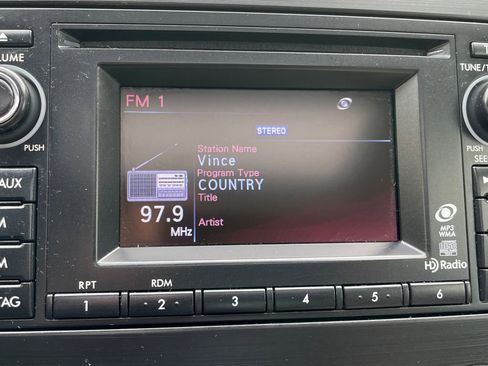 VOLUME
TUNE/T
FM 1
STEREO
PUSH
PUSH
SEE
Station Name
Vince
Program Type
COUNTRY
Title
97.9
MHz
Artist
AUX
M
M
TAG
MP3
WMA
HD Radio
RPT
RDM
1
2
3
4
5
6